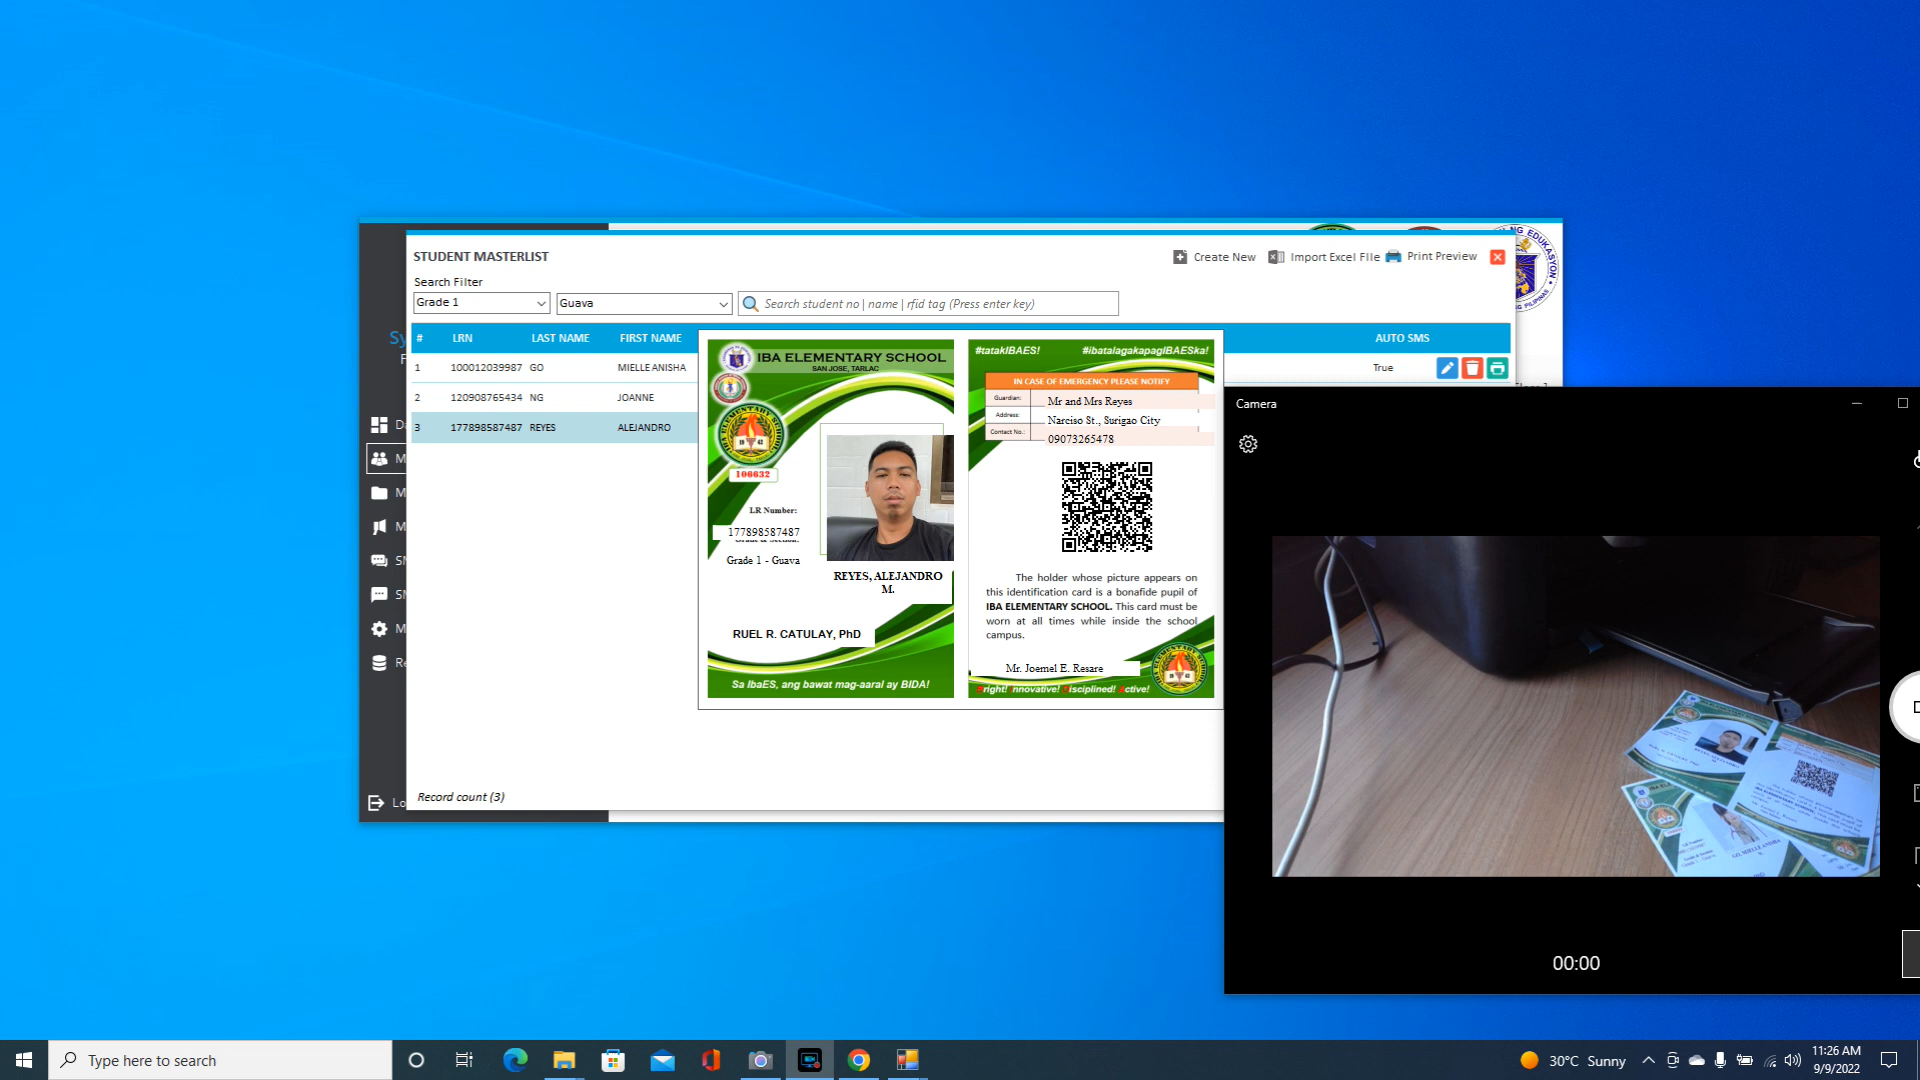 STUDENT MASTERLIST
Create New
Import Excel File
Print Preview
Search Filter
Grade 1
Guava
Search student no | name | rfid tag (Press enter key)
# LRN LAST NAME FIRST NAME AUTO SMS
1 100012039987 GO MIELLE ANISHA True
2 120908765434 NG JOANNE
3 177898587487 REYES ALEJANDRO
Record count (3)
IBA ELEMENTARY SCHOOL
SAN JOSE, TARLAC
106632
LR Number:
177898587487
Grade 1 - Guava
REYES, ALEJANDRO
M.
RUEL R. CATULAY, PhD
Sa IbaES, ang bawat mag-aaral ay BIDA!
#tatakIBAES! #ibatalagakapagIBAESka!
IN CASE OF EMERGENCY PLEASE NOTIFY
Guardian: Mr and Mrs Reyes
Address: Narciso St., Surigao City
Contact No.: 09073265478
The holder whose picture appears on
this identification card is a bonafide pupil of
IBA ELEMENTARY SCHOOL. This card must be
worn at all times while inside the school
campus.
Mr. Joemel E. Resare
Bright! Innovative! Disciplined! Active!
Camera
00:00
Type here to search
30°C Sunny
11:26 AM
9/9/2022